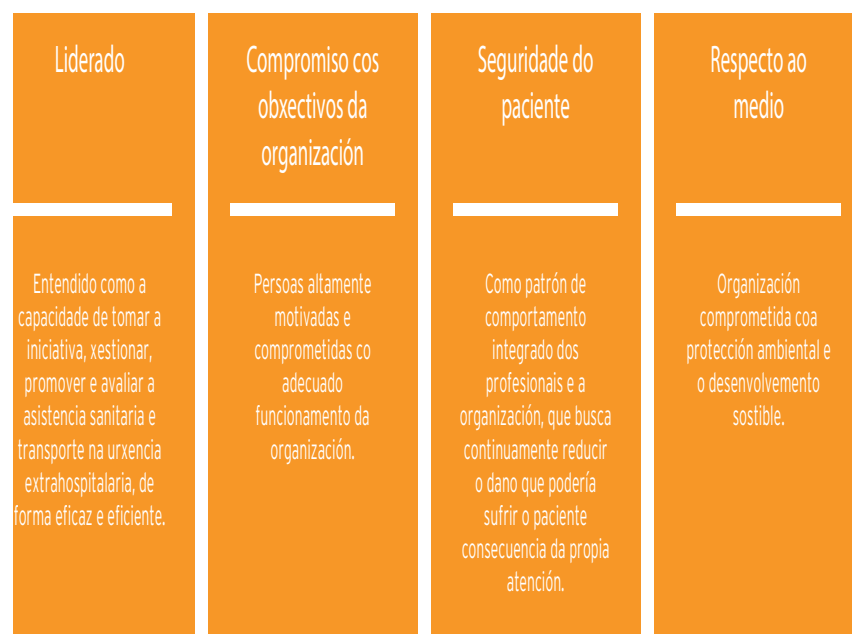 Liderado
Entendido como a
capacidade de tomar a
iniciativa, xestionar,
promover e avaliar a
asistencia sanitaria e
transporte na urxencia
extrahospitalaria, de
forma eficaz e eficiente.
Compromiso cos
obxectivos da
organización
Persoas altamente
motivadas e
comprometidas co
adecuado
funcionamento da
organización.
Seguridade do
paciente
Como patrón de
comportamento
integrado dos
profesionais e a
organización, que busca
continuamente reducir
o dano que podería
sufrir o paciente
consecuencia da propia
atención.
Respecto ao
medio
Organización
comprometida coa
protección ambiental e
o desenvolvemento
sostible.